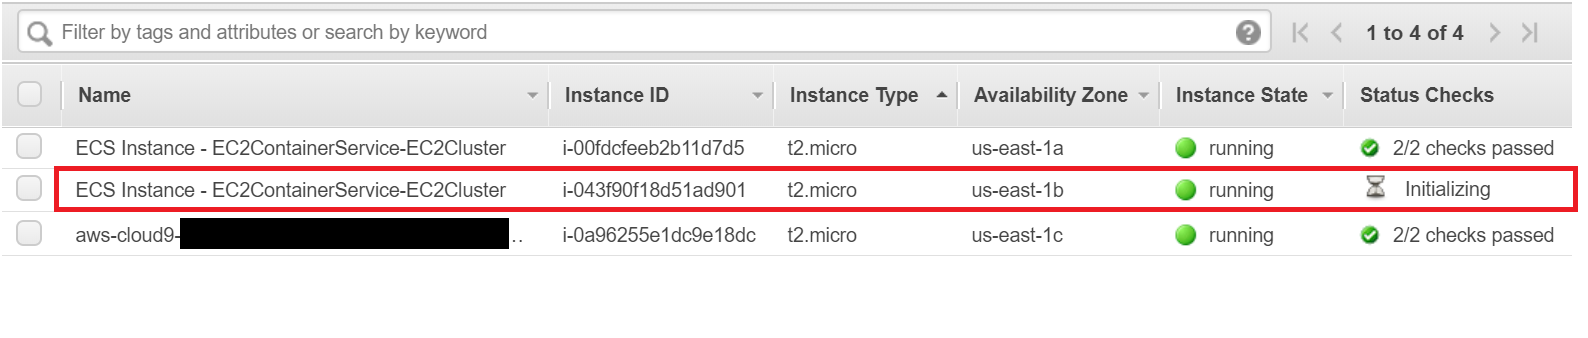 Filter by tags and attributes or search by keyword ? 1 to 4 of 4
Name Instance ID Instance Type Availability Zone Instance State Status Checks
ECS Instance - EC2ContainerService-EC2Cluster i-00fdcfeeb2b11d7d5 t2.micro us-east-1a running 2/2 checks passed
ECS Instance - EC2ContainerService-EC2Cluster i-043f90f18d51ad901 t2.micro us-east-1b running Initializing
aws-cloud9- .. i-0a96255e1dc9e18dc t2.micro us-east-1c running 2/2 checks passed